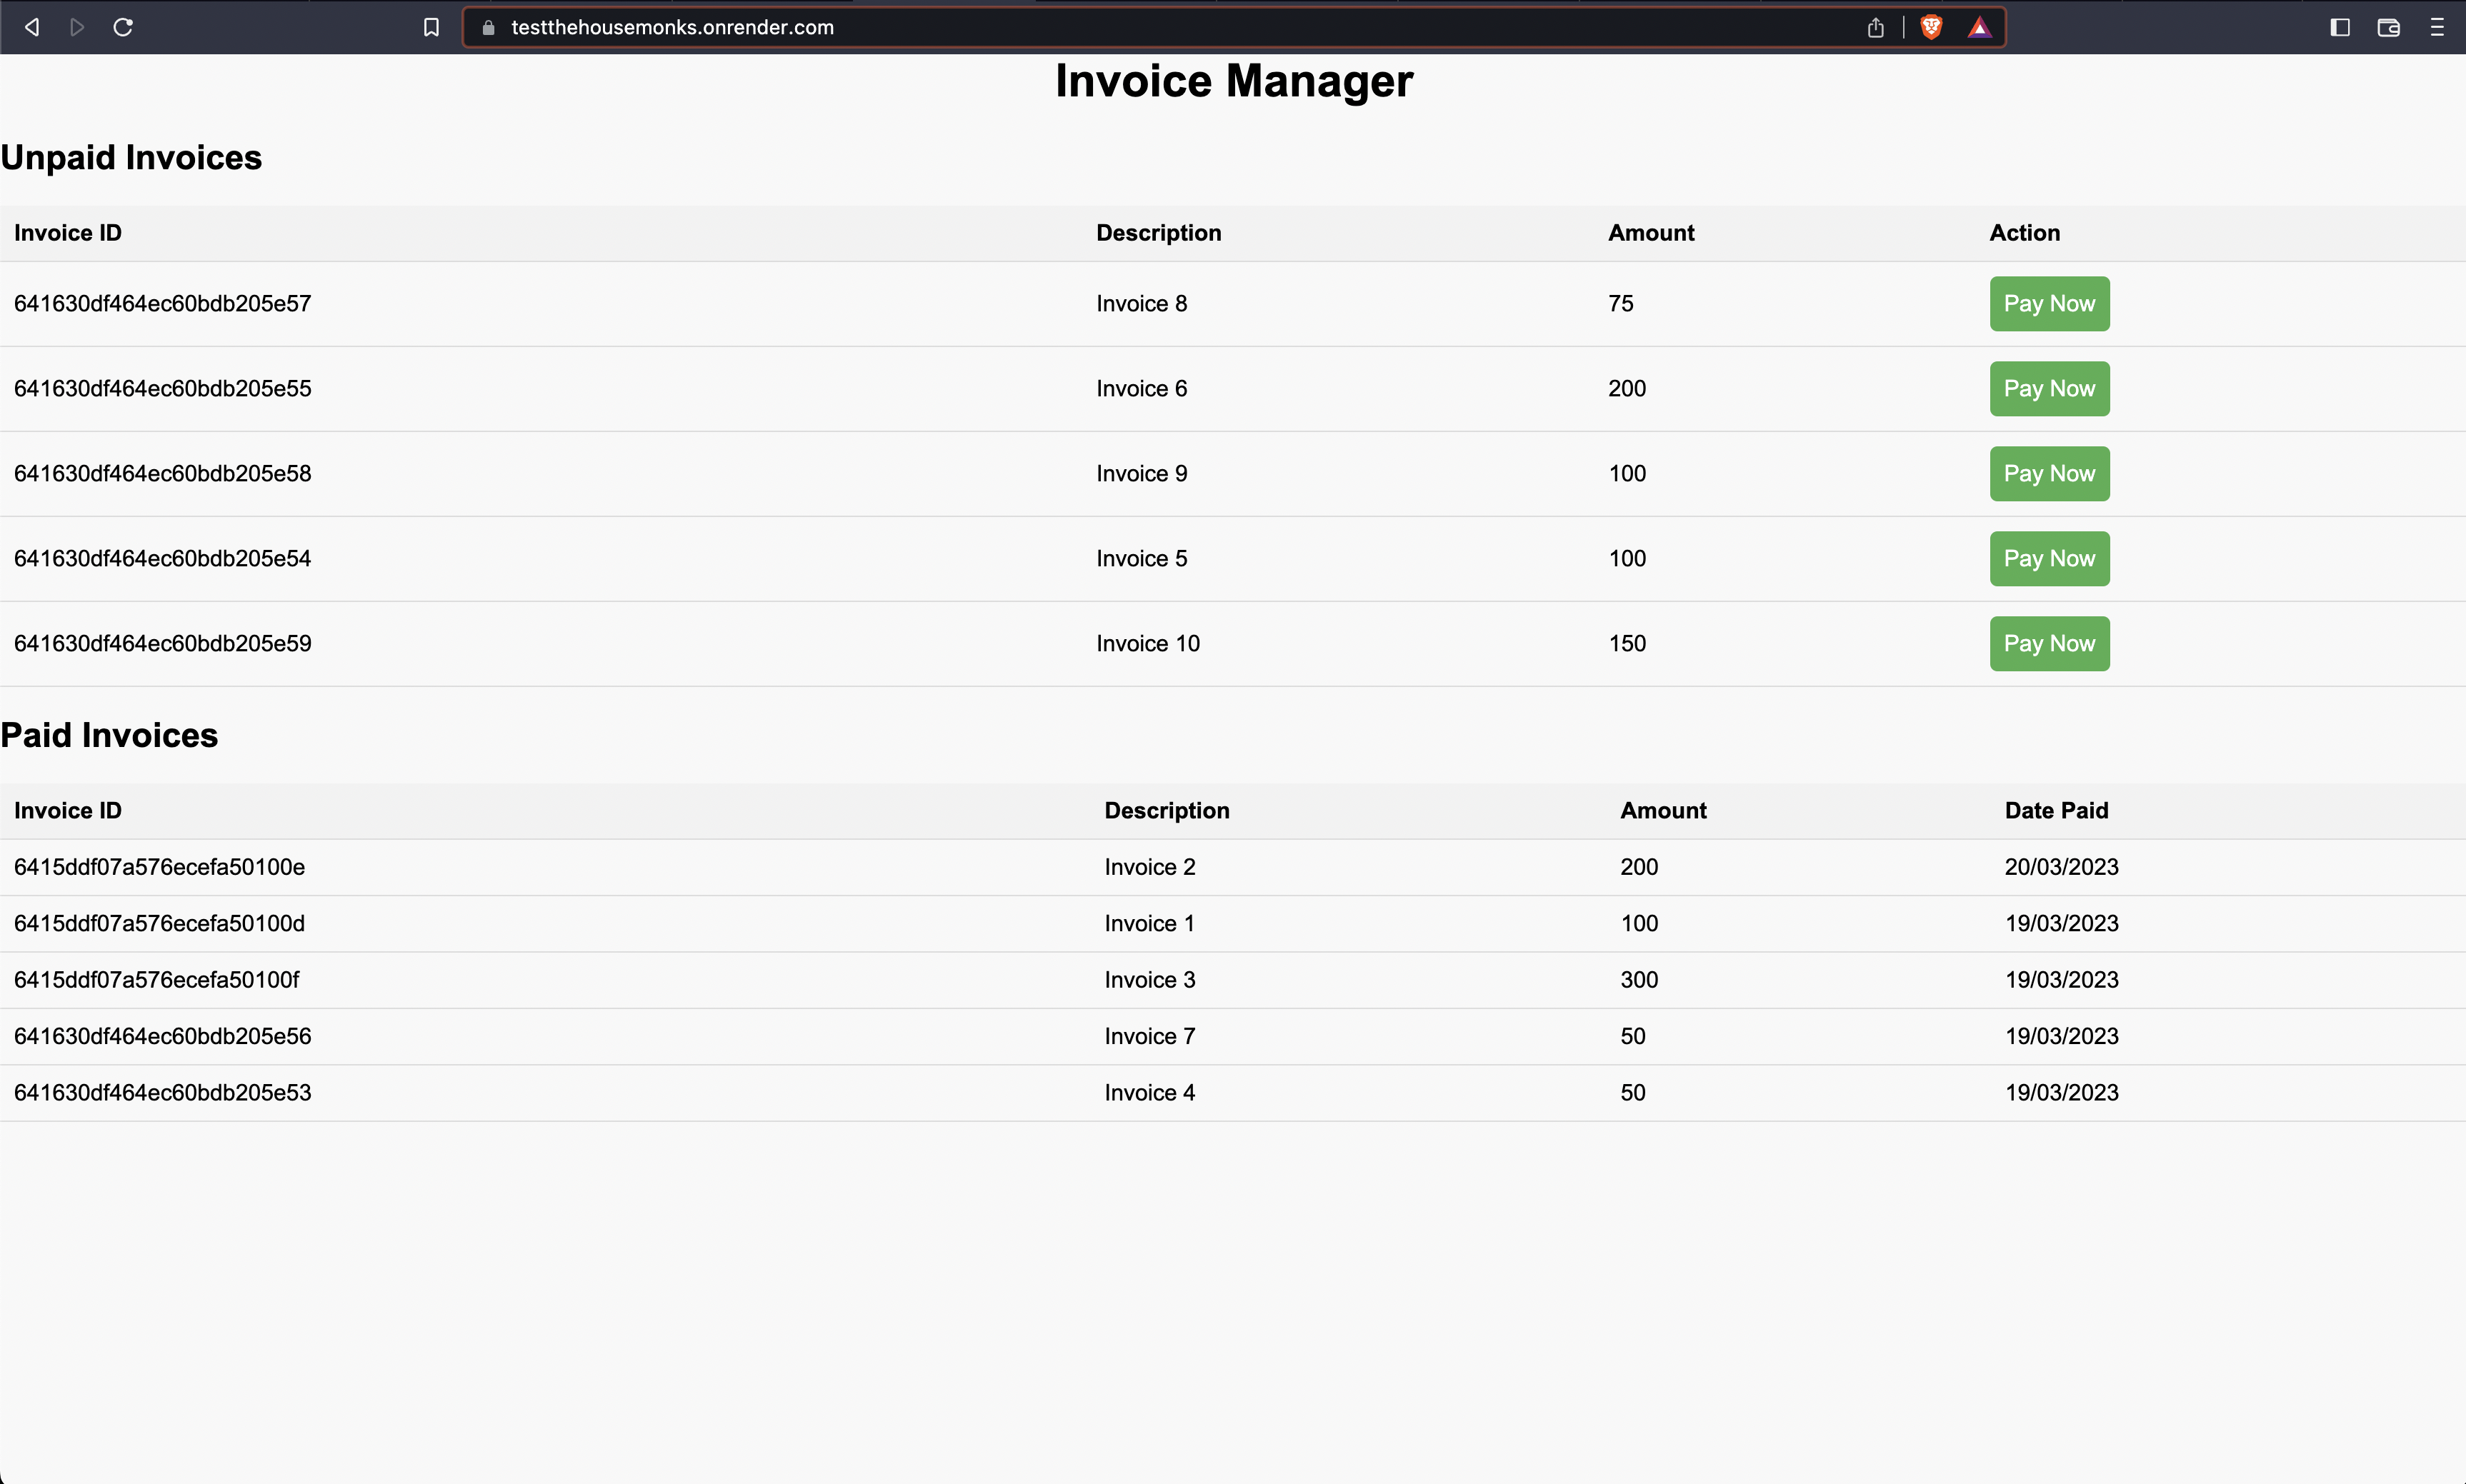 testthehousemonks.onrender.com
Invoice Manager
Unpaid Invoices
Invoice ID Description Amount Action
641630df464ec60bdb205e57 Invoice 8 75 Pay Now
641630df464ec60bdb205e55 Invoice 6 200 Pay Now
641630df464ec60bdb205e58 Invoice 9 100 Pay Now
641630df464ec60bdb205e54 Invoice 5 100 Pay Now
641630df464ec60bdb205e59 Invoice 10 150 Pay Now
Paid Invoices
Invoice ID Description Amount Date Paid
6415ddf07a576ecefa50100e Invoice 2 200 20/03/2023
6415ddf07a576ecefa50100d Invoice 1 100 19/03/2023
6415ddf07a576ecefa50100f Invoice 3 300 19/03/2023
641630df464ec60bdb205e56 Invoice 7 50 19/03/2023
641630df464ec60bdb205e53 Invoice 4 50 19/03/2023